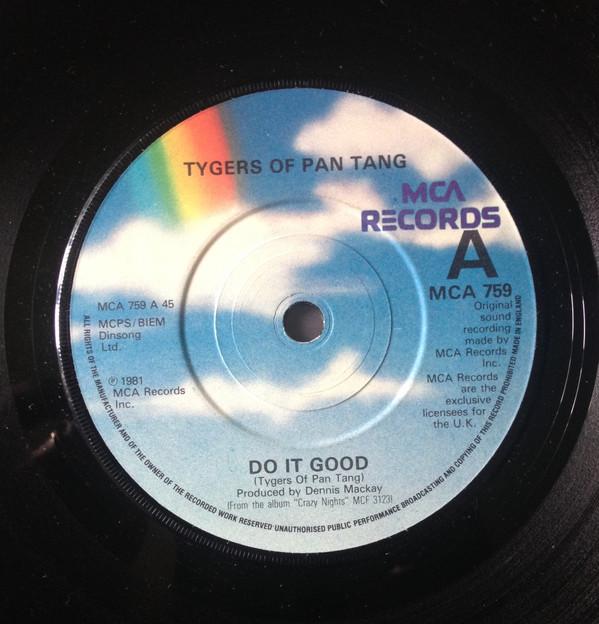 TYGERS OF PAN TANG
MCA
RECORDS
A
MCA 759
MCA 759 A 45
MCPS/BIEM
Dinsong
Ltd.
℗ 1981
MCA Records
Inc.
Original
sound
recording
made by
MCA Records
Inc.
MCA Records
are the
exclusive
licensees for
the U.K.
DO IT GOOD
(Tygers Of Pan Tang)
Produced by Dennis Mackay
(From the album "Crazy Nights" MCF 3123)
ALL RIGHTS OF THE MANUFACTURER AND OF THE OWNER OF THE RECORDED WORK RESERVED·UNAUTHORISED PUBLIC PERFORMANCE BROADCASTING AND COPYING OF THIS RECORD PROHIBITED·MADE IN ENGLAND